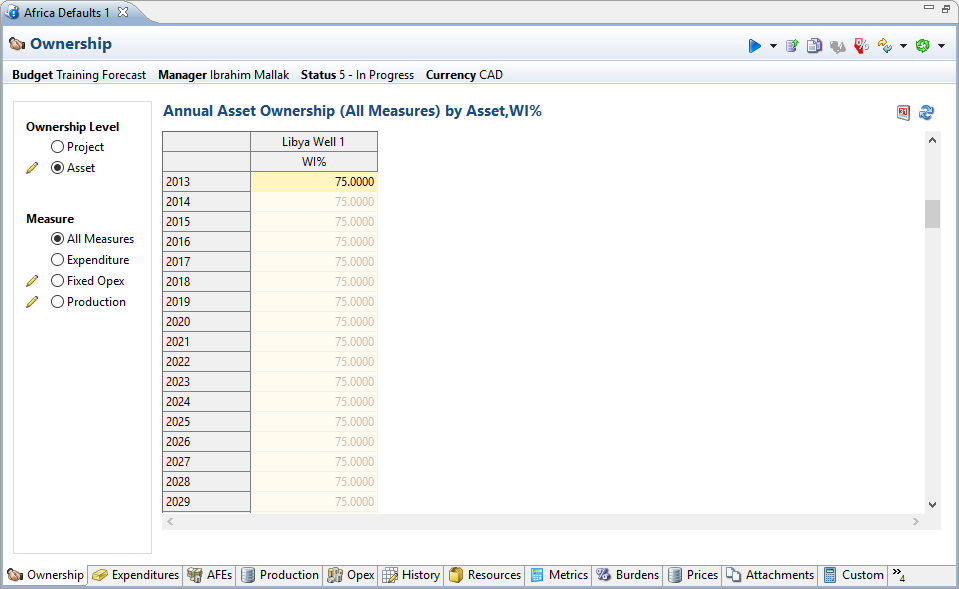 Africa Defaults 1
Ownership
Budget Training Forecast Manager Ibrahim Mallak Status 5 - In Progress Currency CAD
Ownership Level
Project
Asset
Measure
All Measures
Expenditure
Fixed Opex
Production
Annual Asset Ownership (All Measures) by Asset,WI%
Libya Well 1
WI%
2013 75.0000
2014 75.0000
2015 75.0000
2016 75.0000
2017 75.0000
2018 75.0000
2019 75.0000
2020 75.0000
2021 75.0000
2022 75.0000
2023 75.0000
2024 75.0000
2025 75.0000
2026 75.0000
2027 75.0000
2028 75.0000
2029 75.0000
Ownership Expenditures AFEs Production Opex History Resources Metrics Burdens Prices Attachments Custom »4